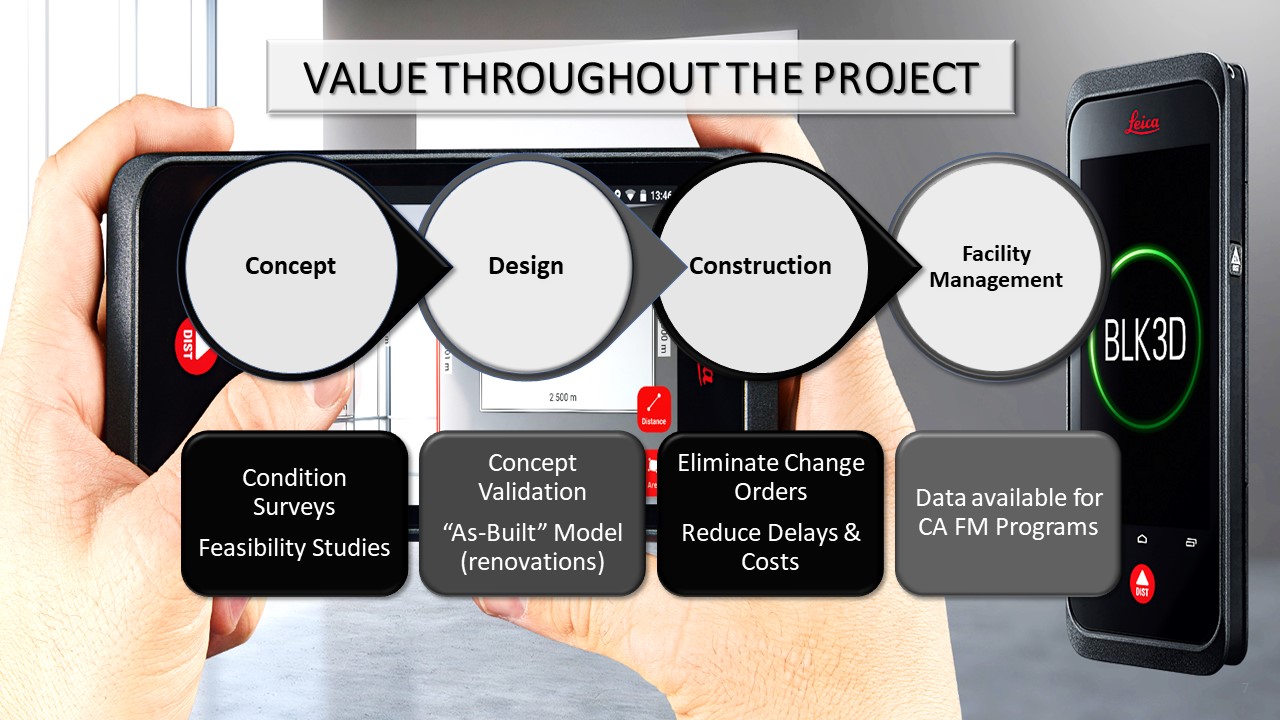 VALUE THROUGHOUT THE PROJECT
Leica
13:46
Concept
Design
Construction
Facility
Management
DIST
BLK3D
2.500 m
Distance
Condition
Surveys
Feasibility Studies
Concept
Validation
“As-Built” Model
(renovations)
Eliminate Change
Orders
Reduce Delays &
Costs
Data available for
CA FM Programs
DIST
7